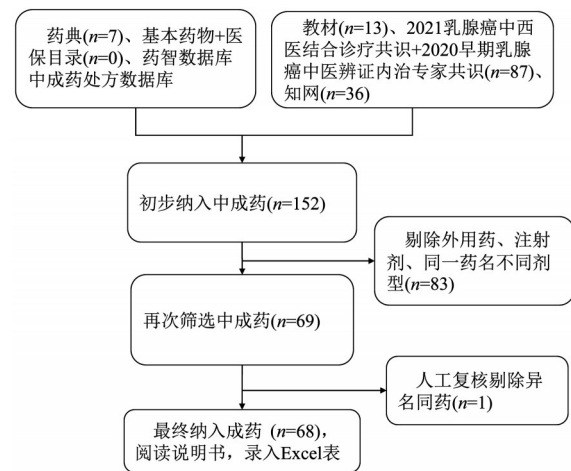 药典(n=7)、基本药物+医
保目录(n=0)、药智数据库
中成药处方数据库
教材(n=13)、2021乳腺癌中西
医结合诊疗共识+2020早期乳腺
癌中医辨证内治专家共识(n=87)、
知网(n=36)
初步纳入中成药(n=152)
剔除外用药、注射
剂、同一药名不同剂
型(n=83)
再次筛选中成药(n=69)
人工复核剔除异
名同药(n=1)
最终纳入成药 (n=68),
阅读说明书，录入Excel表